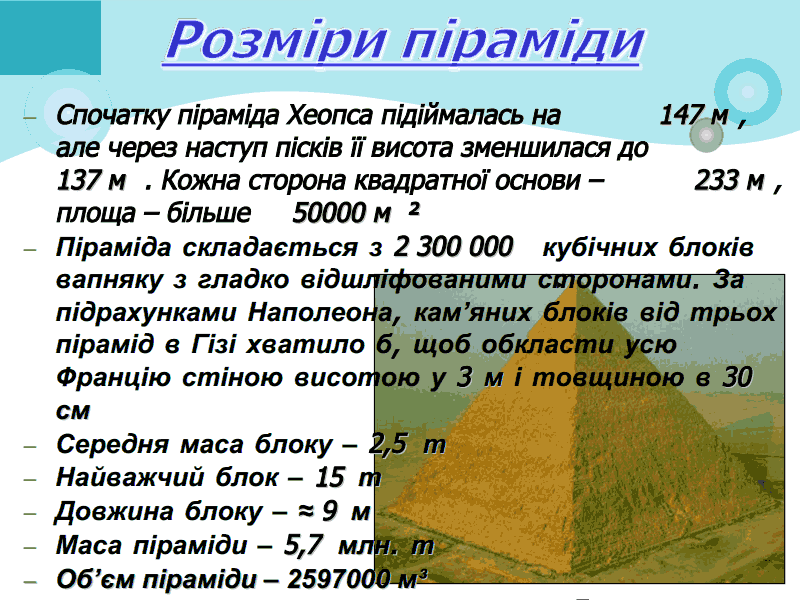 Розміри піраміди
– Спочатку піраміда Хеопса підіймалась на 147 м ,
але через наступ пісків її висота зменшилася до
137 м . Кожна сторона квадратної основи – 233 м ,
площа – більше 50000 м ²
– Піраміда складається з 2 300 000 кубічних блоків
вапняку з гладко відшліфованими сторонами. За
підрахунками Наполеона, кам’яних блоків від трьох
пірамід в Гізі хватило б, щоб обкласти усю
Францію стіною висотою у 3 м і товщиною в 30
см
– Середня маса блоку – 2,5 т
– Найважчий блок – 15 т
– Довжина блоку – ≈ 9 м
– Маса піраміди – 5,7 млн. т
– Об’єм піраміди – 2597000 м³